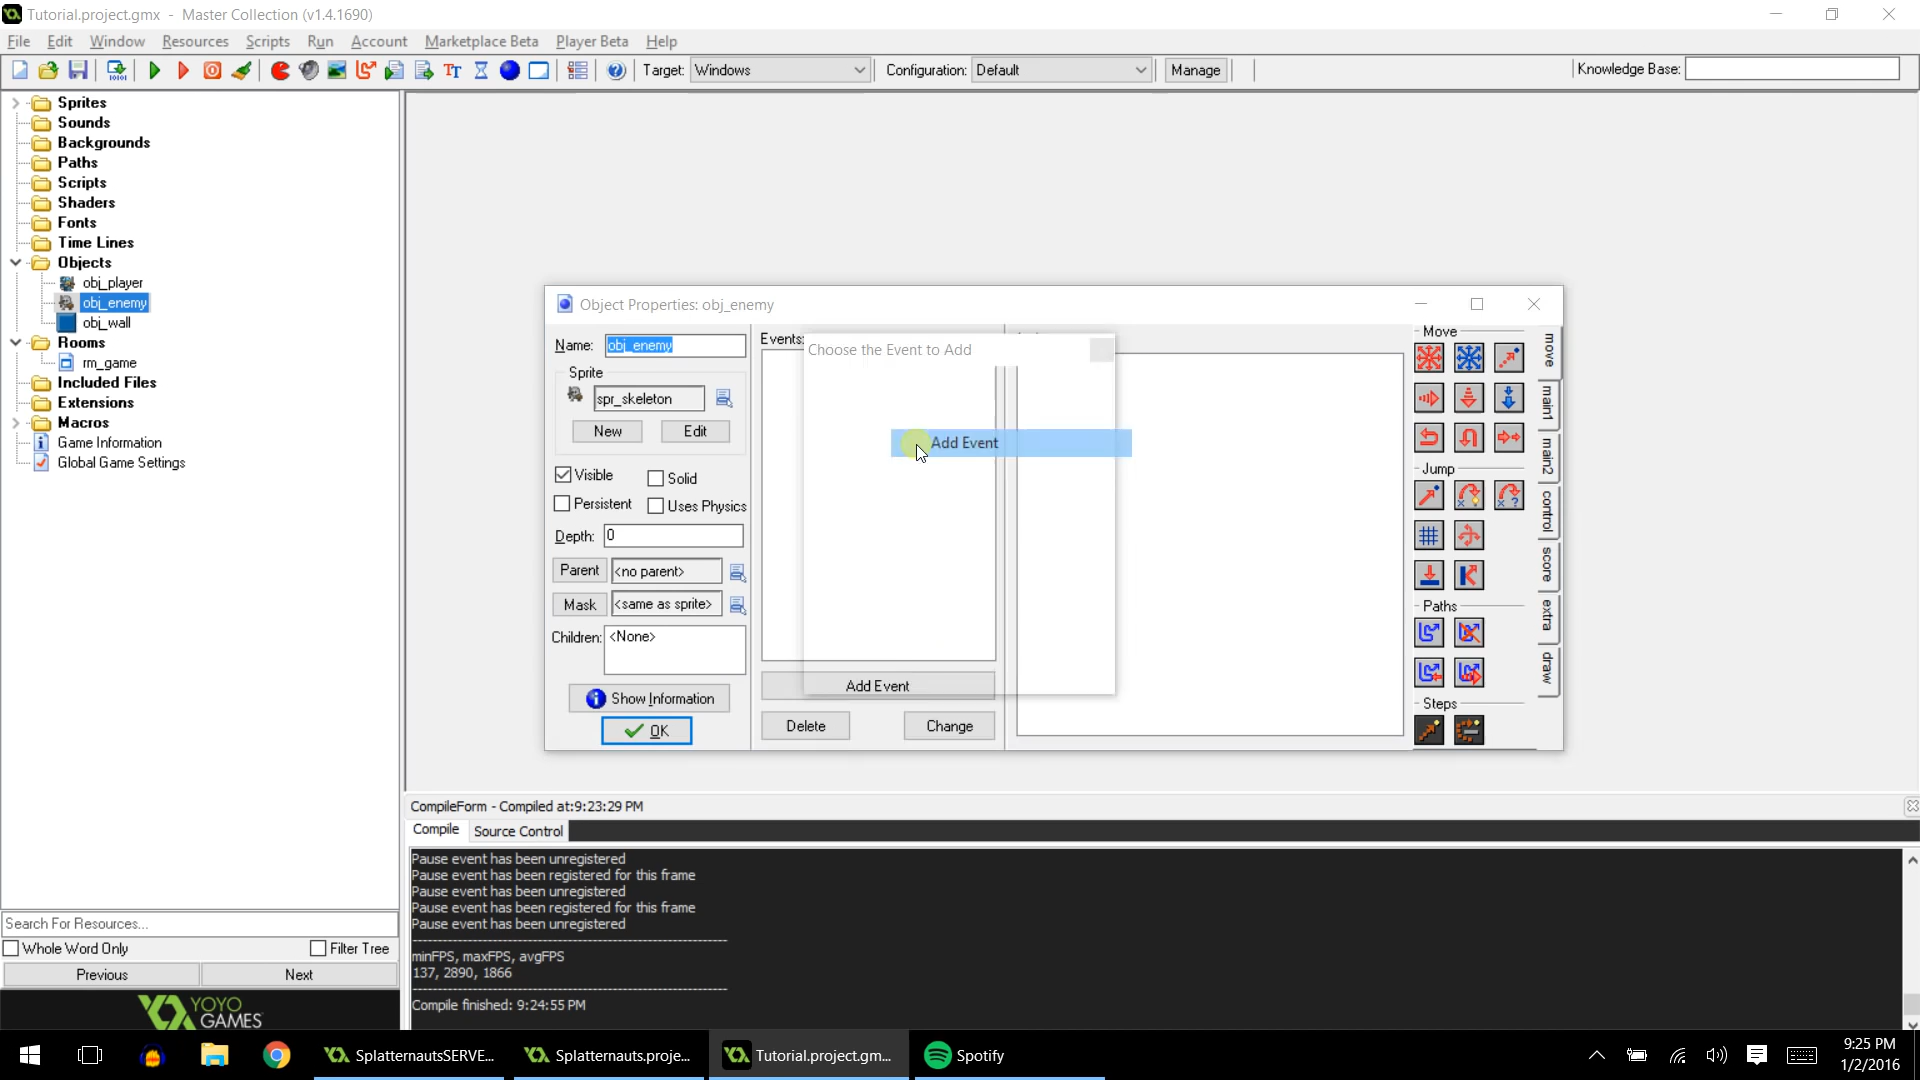 Tutorial.project.gmx - Master Collection (v1.4.1690)
File Edit Window Resources Scripts Run Account Marketplace Beta Player Beta Help
Target: Windows Configuration: Default Manage Knowledge Base:
Sprites
Sounds
Backgrounds
Paths
Scripts
Shaders
Fonts
Time Lines
Objects
obj_player
obj_enemy
obj_wall
Rooms
rm_game
Included Files
Extensions
Macros
Game Information
Global Game Settings
Search For Resources...
Whole Word Only Filter Tree
Previous Next
YOYO
GAMES
Object Properties: obj_enemy
Name: obj_enemy
Sprite
spr_skeleton
New Edit
Visible Solid
Persistent Uses Physics
Depth: 0
Parent <no parent>
Mask <same as sprite>
Children: <None>
Show Information
OK
Events:
Choose the Event to Add
Add Event
Add Event
Delete Change
Move
Jump
Paths
Steps
move
main1
main2
control
score
extra
draw
CompileForm - Compiled at:9:23:29 PM
Compile Source Control
Pause event has been unregistered
Pause event has been registered for this frame
Pause event has been unregistered
Pause event has been registered for this frame
Pause event has been unregistered
minFPS, maxFPS, avgFPS
137, 2890, 1866
Compile finished: 9:24:55 PM
SplatternautsSERVE... Splatternauts.proje... Tutorial.project.gm... Spotify
9:25 PM
1/2/2016